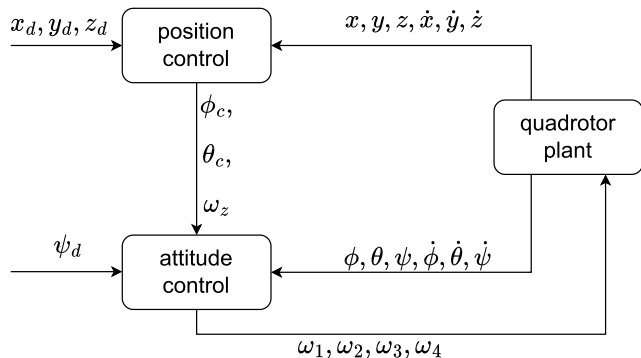 x_d, y_d, z_d
position
control
x, y, z, ẋ, ẏ, ż
ϕ_c,
θ_c,
ω_z
quadrotor
plant
ψ_d
attitude
control
ϕ, θ, ψ, ϕ̇, θ̇, ψ̇
ω_1, ω_2, ω_3, ω_4